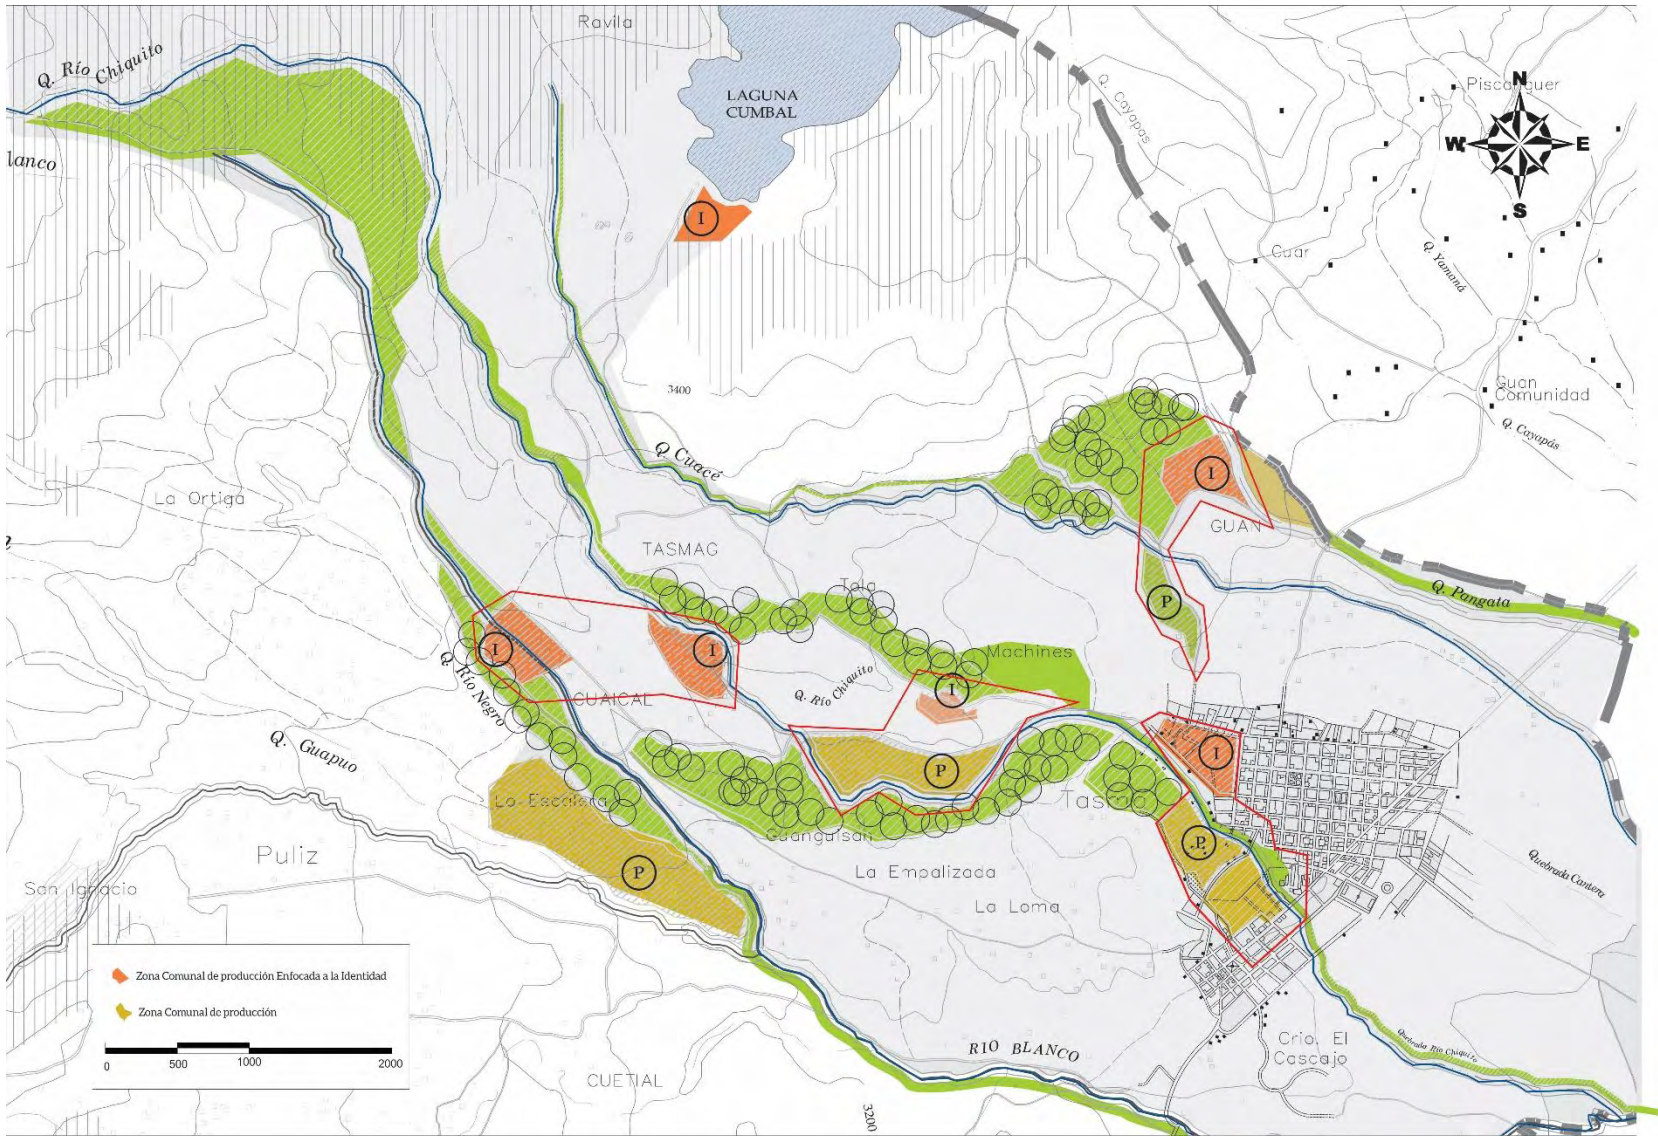 Ravila
Q. Río Chiquito
LAGUNA
CUMBAL
Q. Cayapas
Piscanguer
N
W
E
S
lanco
I
Cuar
Q. Yamaná
3400
Guan
Comunidad
Q. Cayapás
Q. Cuacé
I
La Ortiga
GUAN
TASMAG
Tola
Q. Pangata
P
I
I
Machines
Q. Río Negro
Q. Río Chiquito
I
CUAICAL
Q. Guapuo
I
P
La Escalera
Tasmag
Guanguisan
P
Puliz
P
La Empalizada
Quebrada Cantera
San Ignacio
La Loma
Zona Comunal de producción Enfocada a la Identidad
Zona Comunal de producción
0 500 1000 2000
RIO BLANCO
Crio. El
Cascajo
Quebrada Río Chiquito
CUETIAL
3200